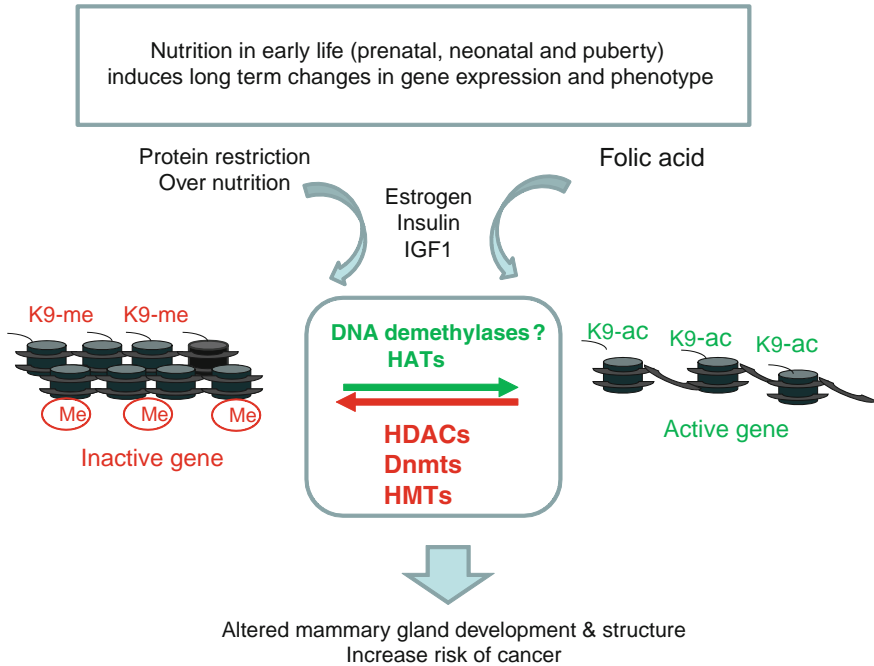 Nutrition in early life (prenatal, neonatal and puberty)
induces long term changes in gene expression and phenotype
Protein restriction
Over nutrition
Folic acid
Estrogen
Insulin
IGF1
K9-me K9-me
Me Me Me
Inactive gene
DNA demethylases?
HATs
HDACs
Dnmts
HMTs
K9-ac K9-ac K9-ac
Active gene
Altered mammary gland development & structure
Increase risk of cancer